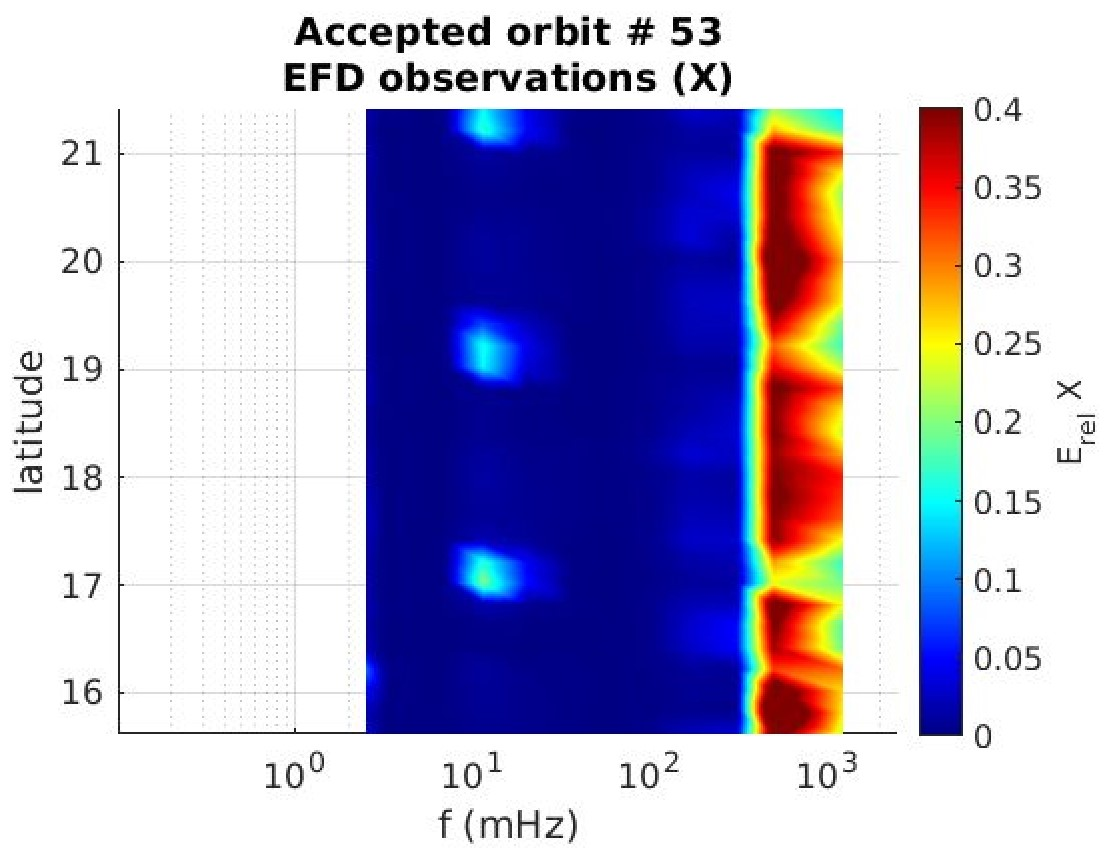 Accepted orbit # 53
EFD observations (X)
21
20
19
18
17
16
latitude
10^0 10^1 10^2 10^3
f (mHz)
0.4
0.35
0.3
0.25
0.2
0.15
0.1
0.05
0
E_rel X